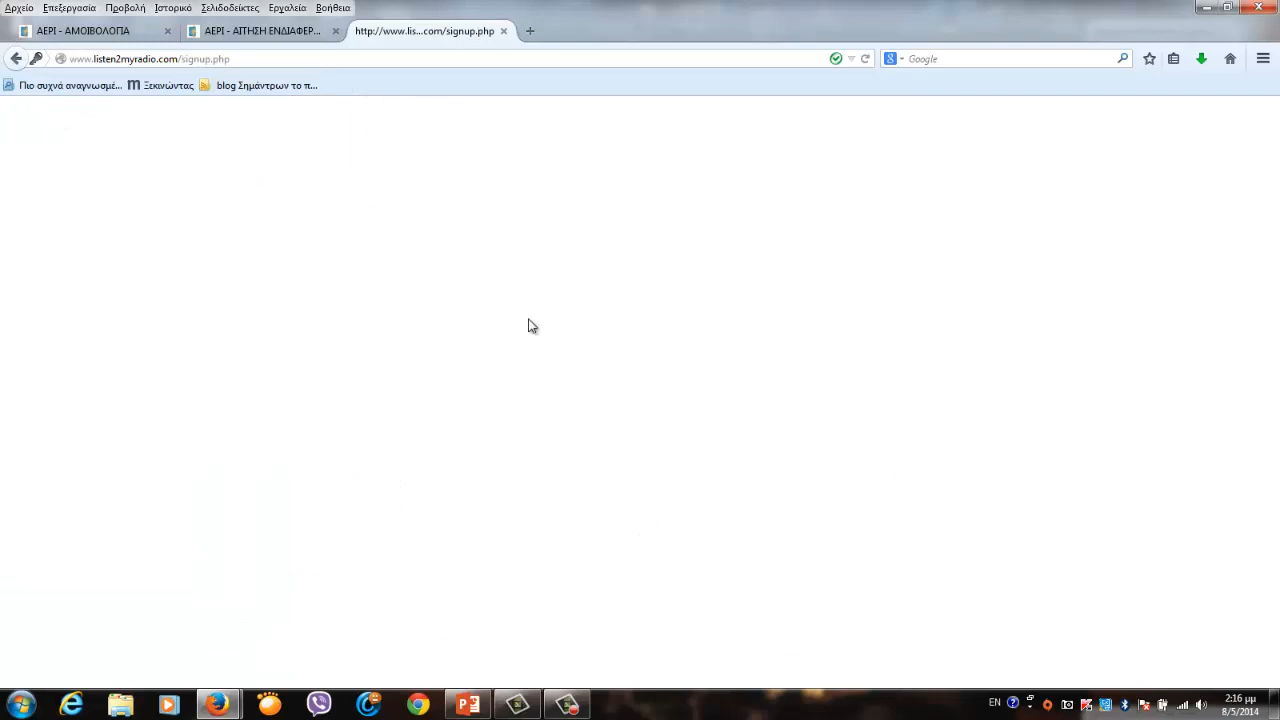 Αρχείο Επεξεργασία Προβολή Ιστορικό Σελιδοδείκτες Εργαλεία Βοήθεια
ΑΕΡΙ - ΑΜΟΙΒΟΛΟΓΙΑ ΑΕΡΙ - ΑΙΤΗΣΗ ΕΝΔΙΑΦΕΡ... http://www.lis...com/signup.php
www.listen2myradio.com/signup.php Google
Πιο συχνά αναγνωσμέ... Ξεκινώντας blog Σημάντρων το π...
EN 2:16 μμ
8/5/2014